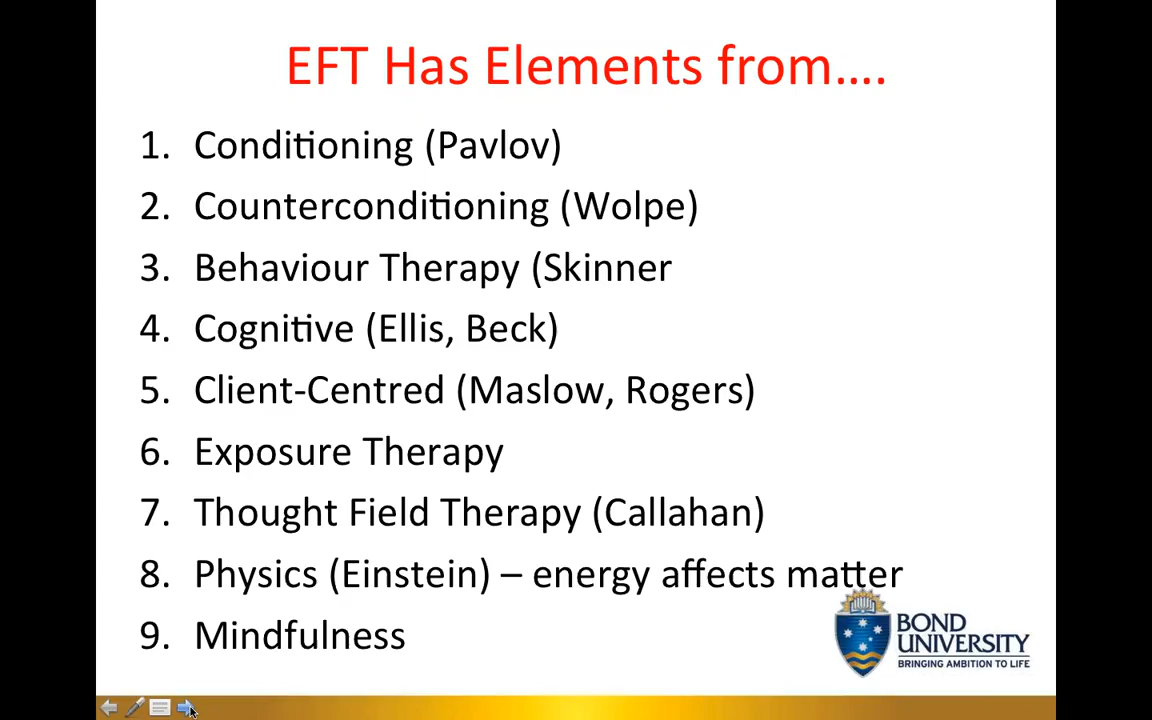 EFT Has Elements from….
1. Conditioning (Pavlov)
2. Counterconditioning (Wolpe)
3. Behaviour Therapy (Skinner
4. Cognitive (Ellis, Beck)
5. Client-Centred (Maslow, Rogers)
6. Exposure Therapy
7. Thought Field Therapy (Callahan)
8. Physics (Einstein) – energy affects matter
9. Mindfulness
BOND
UNIVERSITY
BRINGING AMBITION TO LIFE